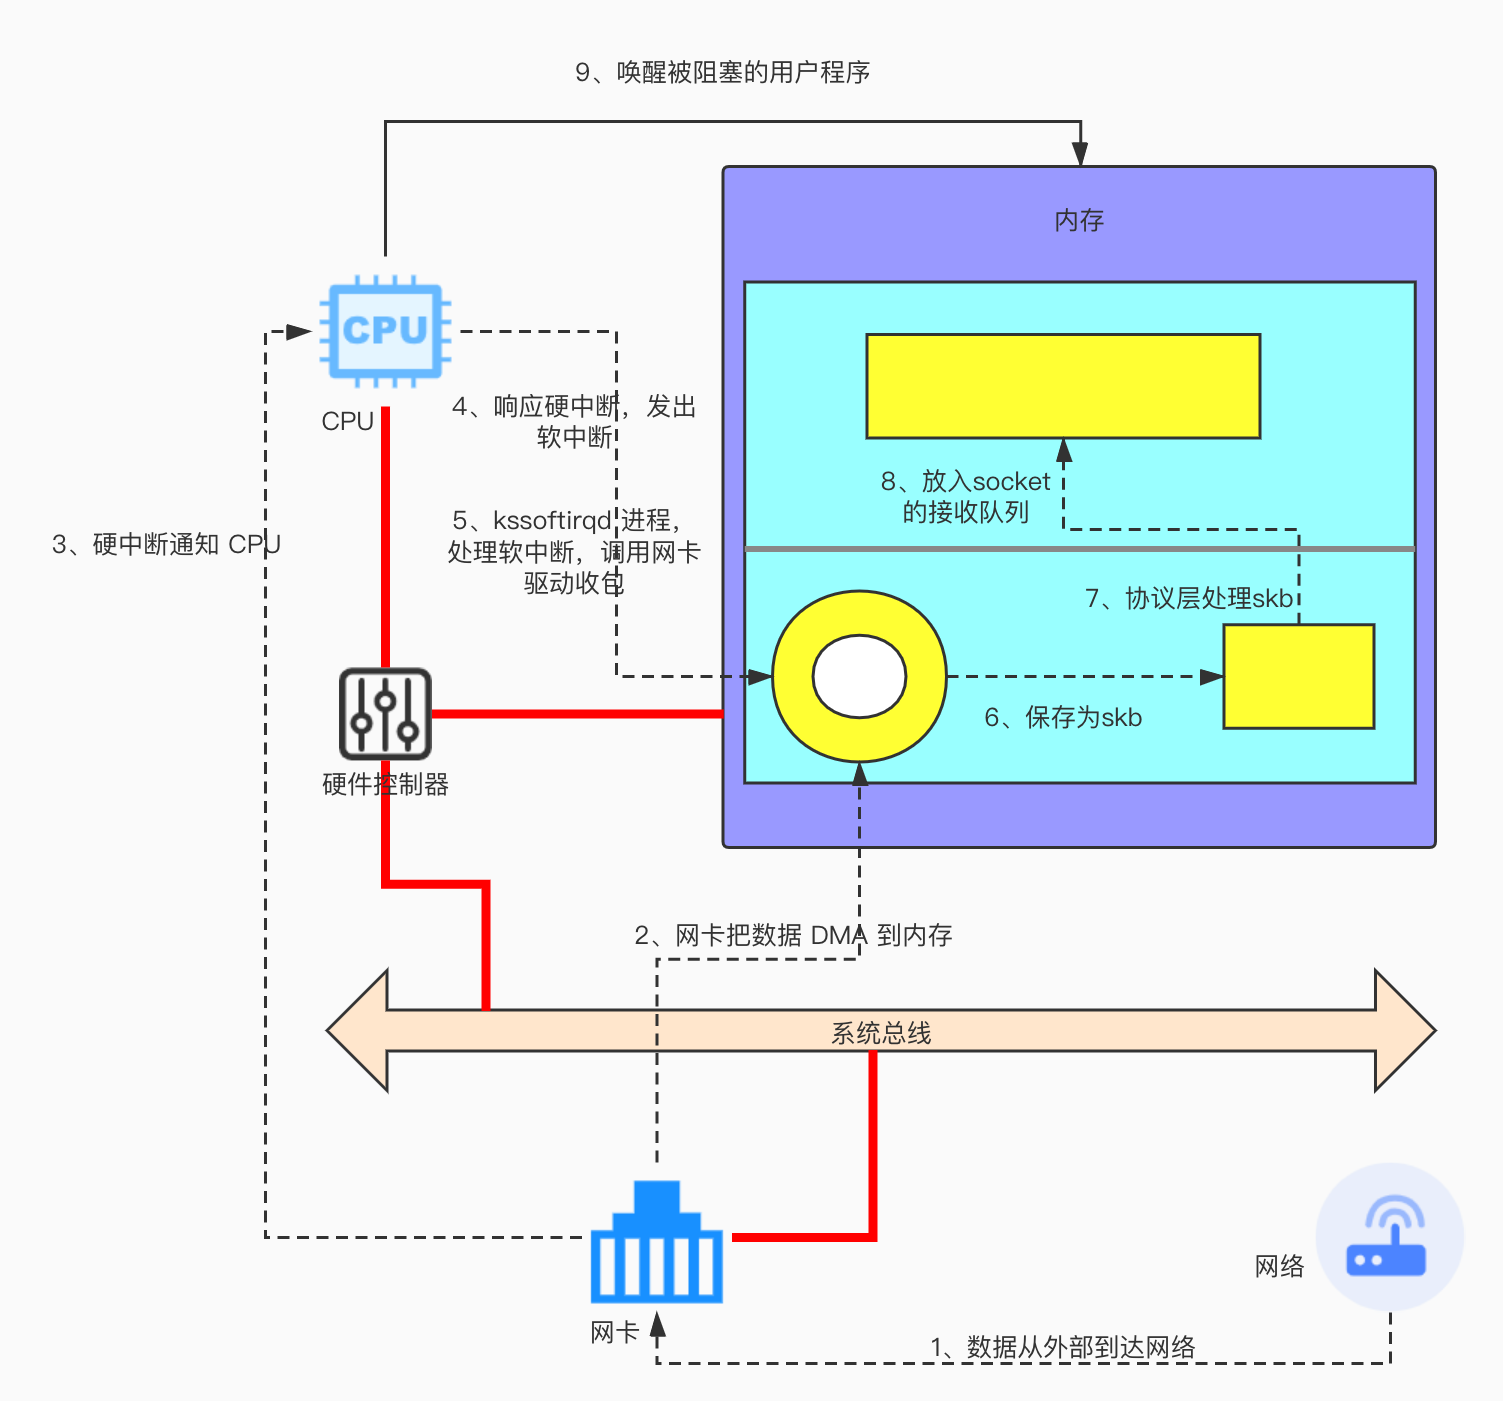 9、唤醒被阻塞的用户程序
内存
CPU
CPU
4、响应硬中断，发出
软中断
8、放入socket
的接收队列
5、kssoftirqd 进程，
处理软中断，调用网卡
驱动收包
3、硬中断通知 CPU
7、协议层处理skb
6、保存为skb
硬件控制器
2、网卡把数据 DMA 到内存
系统总线
网络
网卡
1、数据从外部到达网络